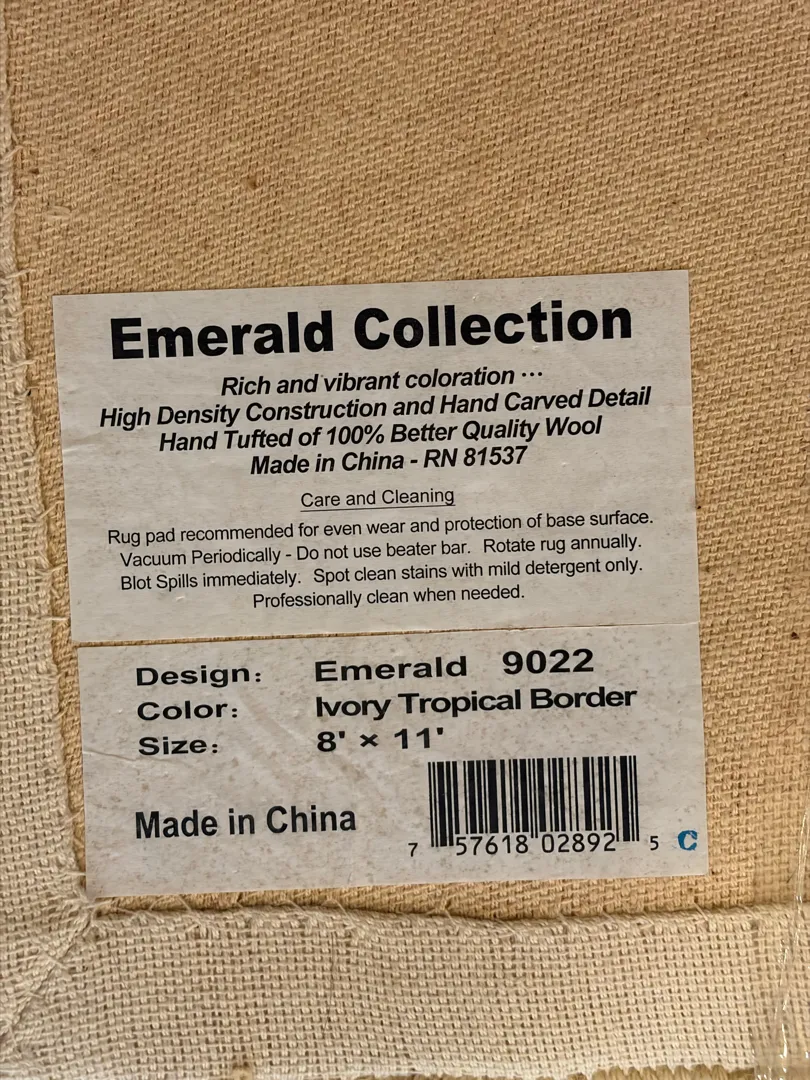 Emerald Collection
Rich and vibrant coloration ···
High Density Construction and Hand Carved Detail
Hand Tufted of 100% Better Quality Wool
Made in China - RN 81537
Care and Cleaning
Rug pad recommended for even wear and protection of base surface.
Vacuum Periodically - Do not use beater bar. Rotate rug annually.
Blot Spills immediately. Spot clean stains with mild detergent only.
Professionally clean when needed.
Design: Emerald 9022
Color: Ivory Tropical Border
Size: 8' × 11'
Made in China
7 57618 02892 5 C